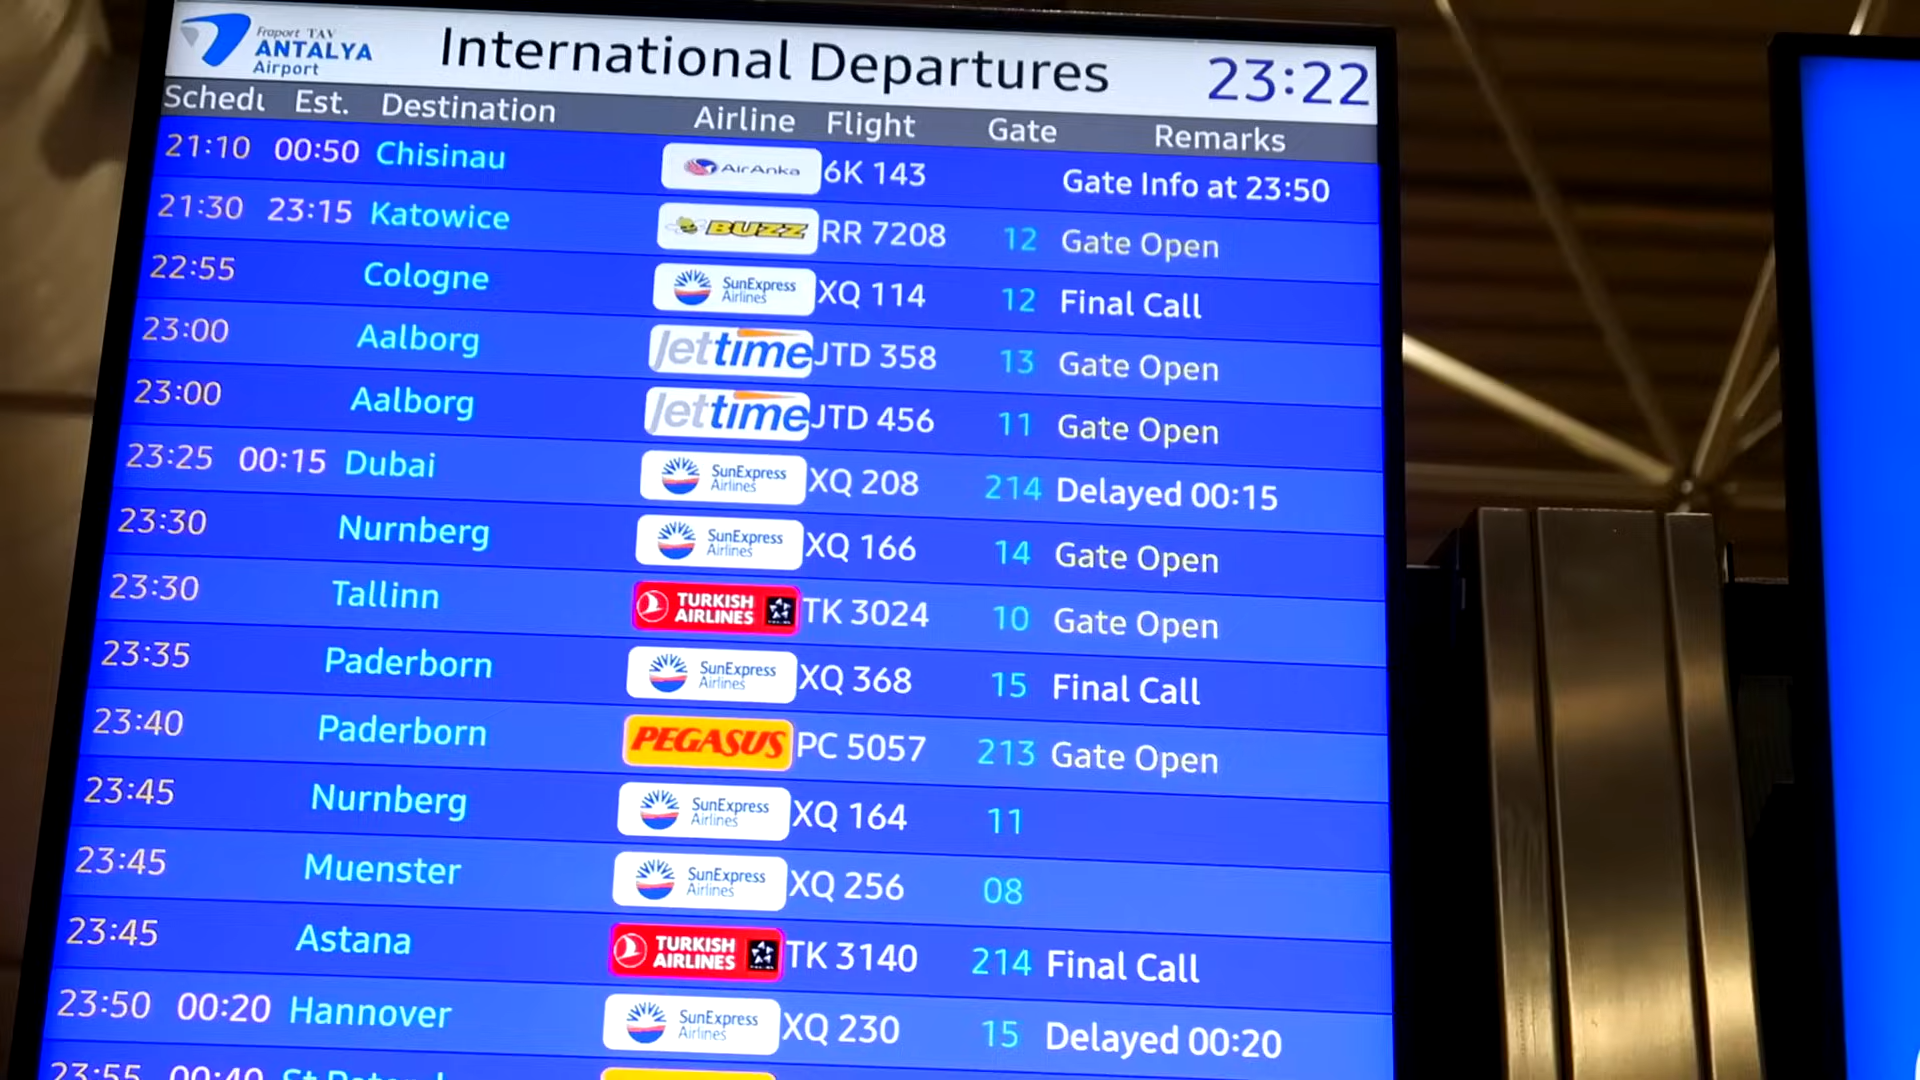 Fraport TAV
ANTALYA
Airport
International Departures 23:22
Schedu Est. Destination Airline Flight Gate Remarks
21:10 00:50 Chisinau AirAnka 6K 143 Gate Info at 23:50
21:30 23:15 Katowice BUZZ RR 7208 12 Gate Open
22:55 Cologne SunExpress Airlines XQ 114 12 Final Call
23:00 Aalborg Jettime JTD 358 13 Gate Open
23:00 Aalborg Jettime JTD 456 11 Gate Open
23:25 00:15 Dubai SunExpress Airlines XQ 208 214 Delayed 00:15
23:30 Nurnberg SunExpress Airlines XQ 166 14 Gate Open
23:30 Tallinn TURKISH AIRLINES TK 3024 10 Gate Open
23:35 Paderborn SunExpress Airlines XQ 368 15 Final Call
23:40 Paderborn PEGASUS PC 5057 213 Gate Open
23:45 Nurnberg SunExpress Airlines XQ 164 11
23:45 Muenster SunExpress Airlines XQ 256 08
23:45 Astana TURKISH AIRLINES TK 3140 214 Final Call
23:50 00:20 Hannover SunExpress Airlines XQ 230 15 Delayed 00:20
23:55 00:40 St